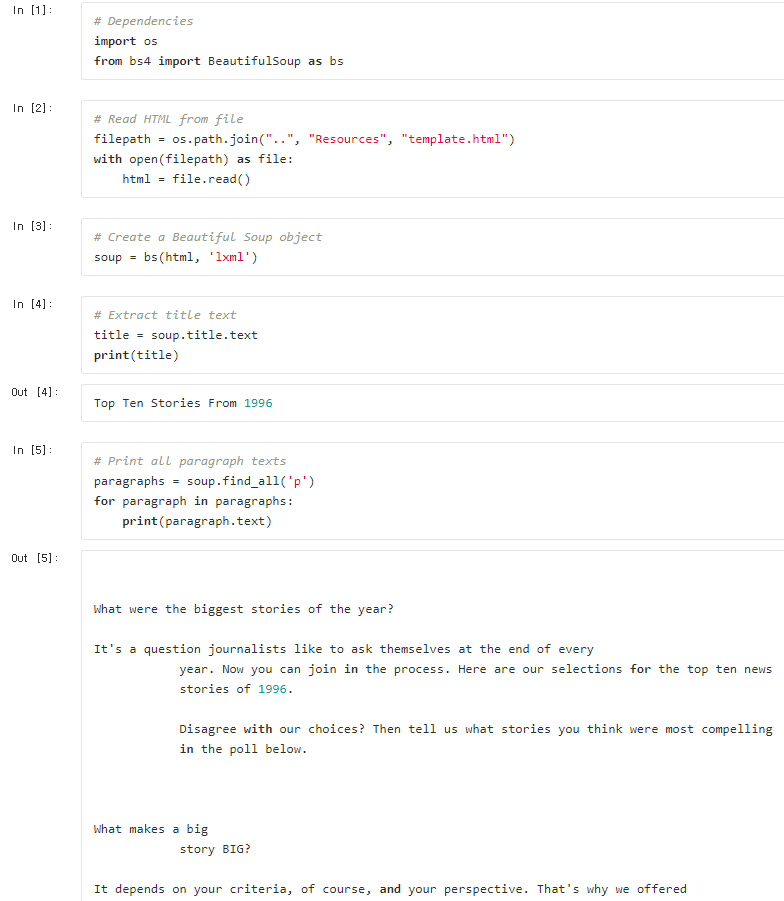 In [1]:
# Dependencies
import os
from bs4 import BeautifulSoup as bs
In [2]:
# Read HTML from file
filepath = os.path.join("..", "Resources", "template.html")
with open(filepath) as file:
    html = file.read()
In [3]:
# Create a Beautiful Soup object
soup = bs(html, 'lxml')
In [4]:
# Extract title text
title = soup.title.text
print(title)
Out [4]:
Top Ten Stories From 1996
In [5]:
# Print all paragraph texts
paragraphs = soup.find_all('p')
for paragraph in paragraphs:
    print(paragraph.text)
Out [5]:
What were the biggest stories of the year?
It's a question journalists like to ask themselves at the end of every
            year. Now you can join in the process. Here are our selections for the top ten news
            stories of 1996.
            Disagree with our choices? Then tell us what stories you think were most compelling
            in the poll below.
What makes a big
            story BIG?
It depends on your criteria, of course, and your perspective. That's why we offered